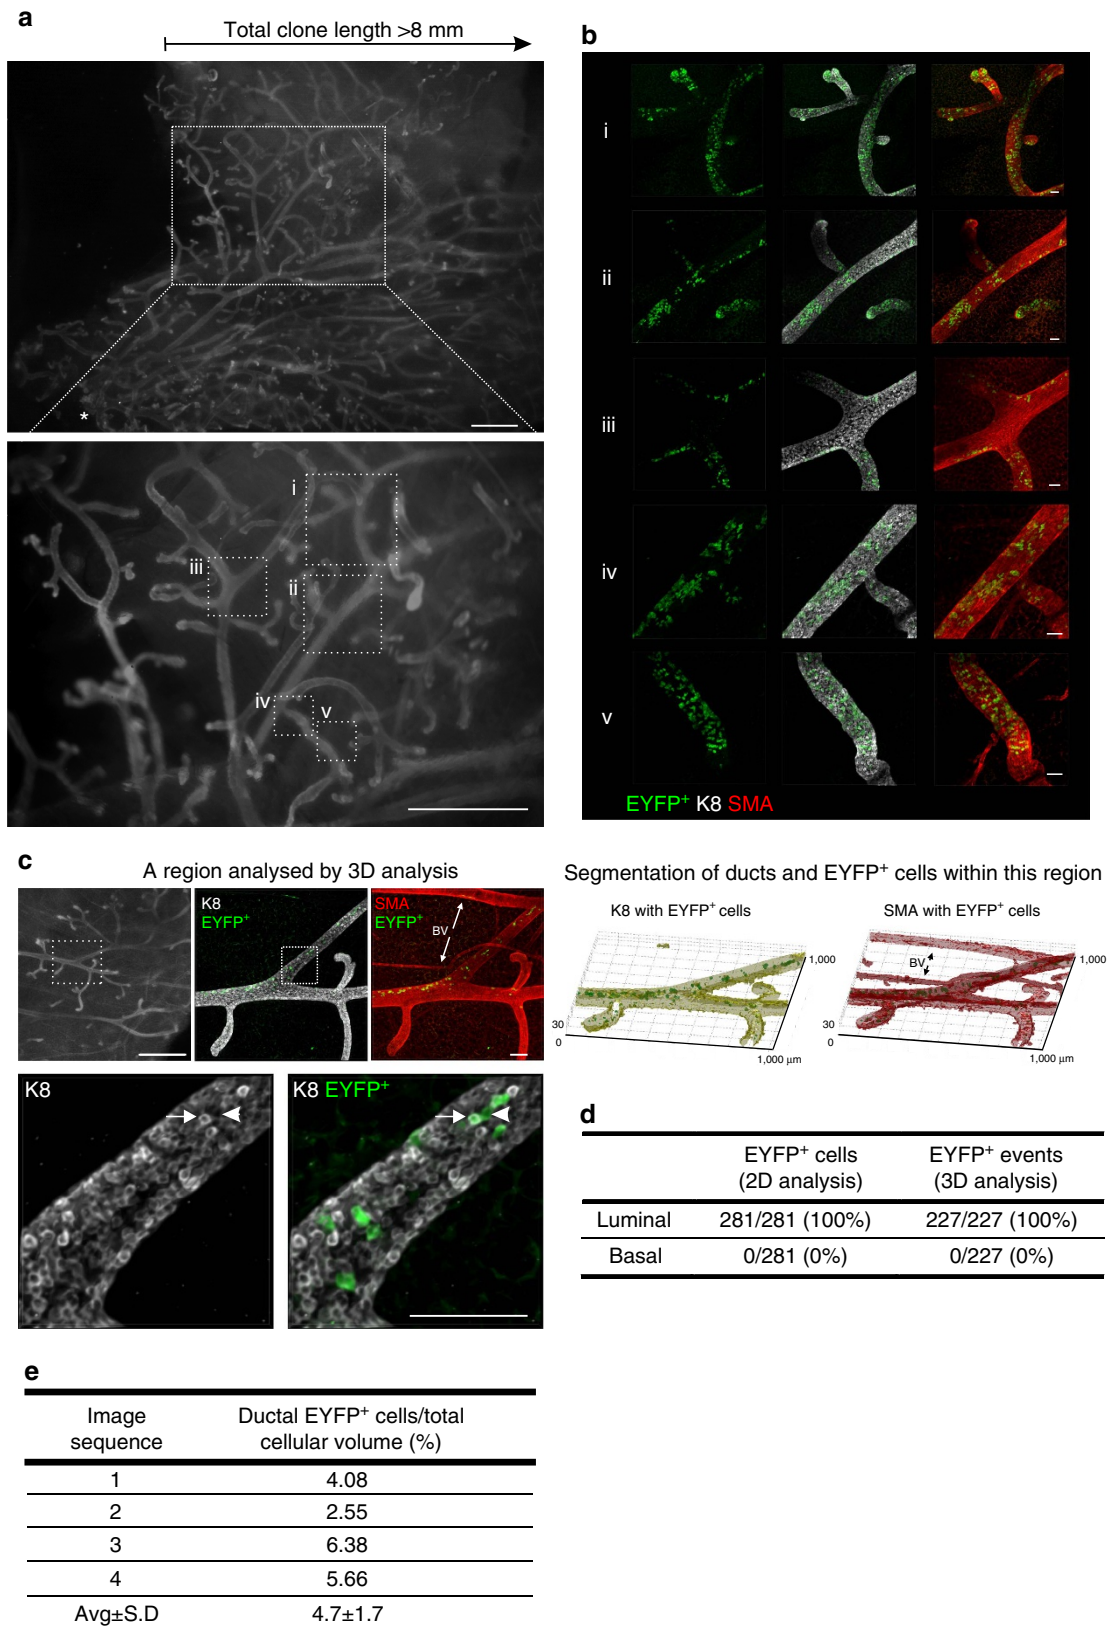 a
Total clone length >8 mm
*
i
iii
ii
iv
v
b
i
ii
iii
iv
v
EYFP⁺ K8 SMA
c
A region analysed by 3D analysis
K8
EYFP⁺
SMA
EYFP⁺
BV
K8
K8 EYFP⁺
Segmentation of ducts and EYFP⁺ cells within this region
K8 with EYFP⁺ cells
1,000
30
0
1,000 µm
SMA with EYFP⁺ cells
BV
1,000
30
0
1,000 µm
d
EYFP⁺ cells EYFP⁺ events
(2D analysis) (3D analysis)
Luminal 281/281 (100%) 227/227 (100%)
Basal 0/281 (0%) 0/227 (0%)
e
Image Ductal EYFP⁺ cells/total
sequence cellular volume (%)
1 4.08
2 2.55
3 6.38
4 5.66
Avg±S.D 4.7±1.7